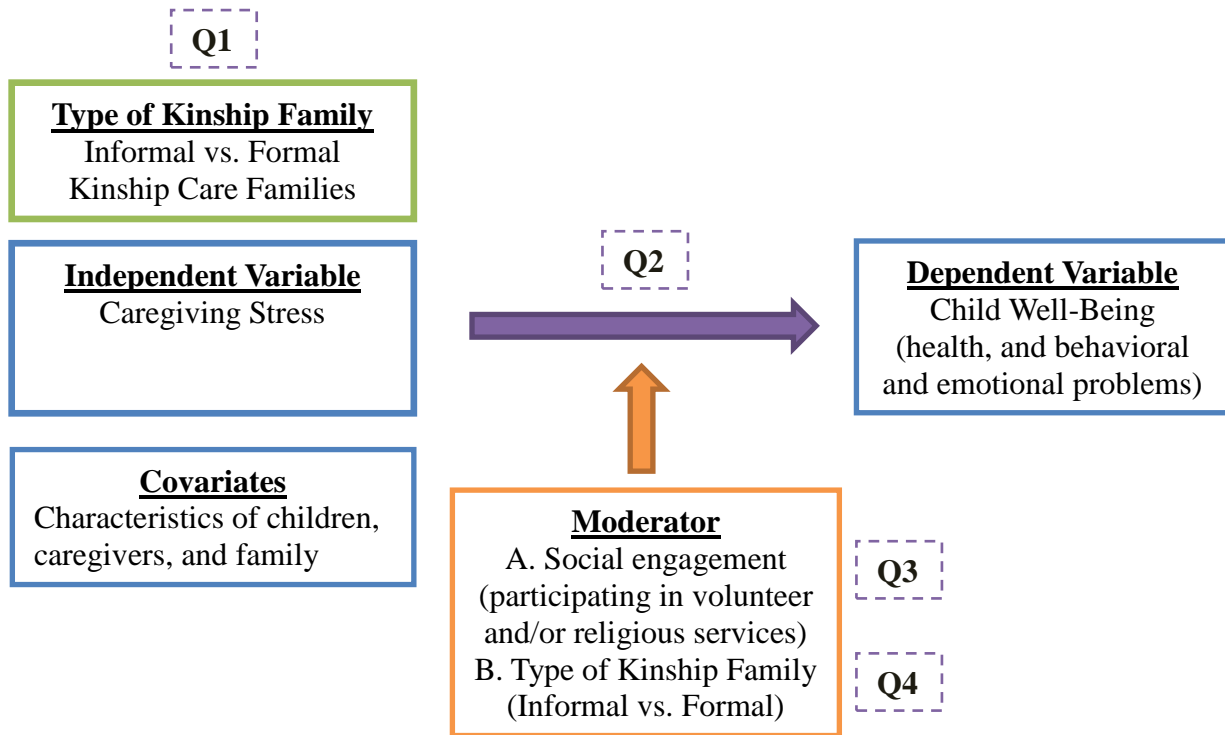 Q1
Type of Kinship Family
Informal vs. Formal
Kinship Care Families
Independent Variable
Caregiving Stress
Q2
Dependent Variable
Child Well-Being
(health, and behavioral
and emotional problems)
Covariates
Characteristics of children,
caregivers, and family
Moderator
A. Social engagement
(participating in volunteer
and/or religious services)
B. Type of Kinship Family
(Informal vs. Formal)
Q3
Q4